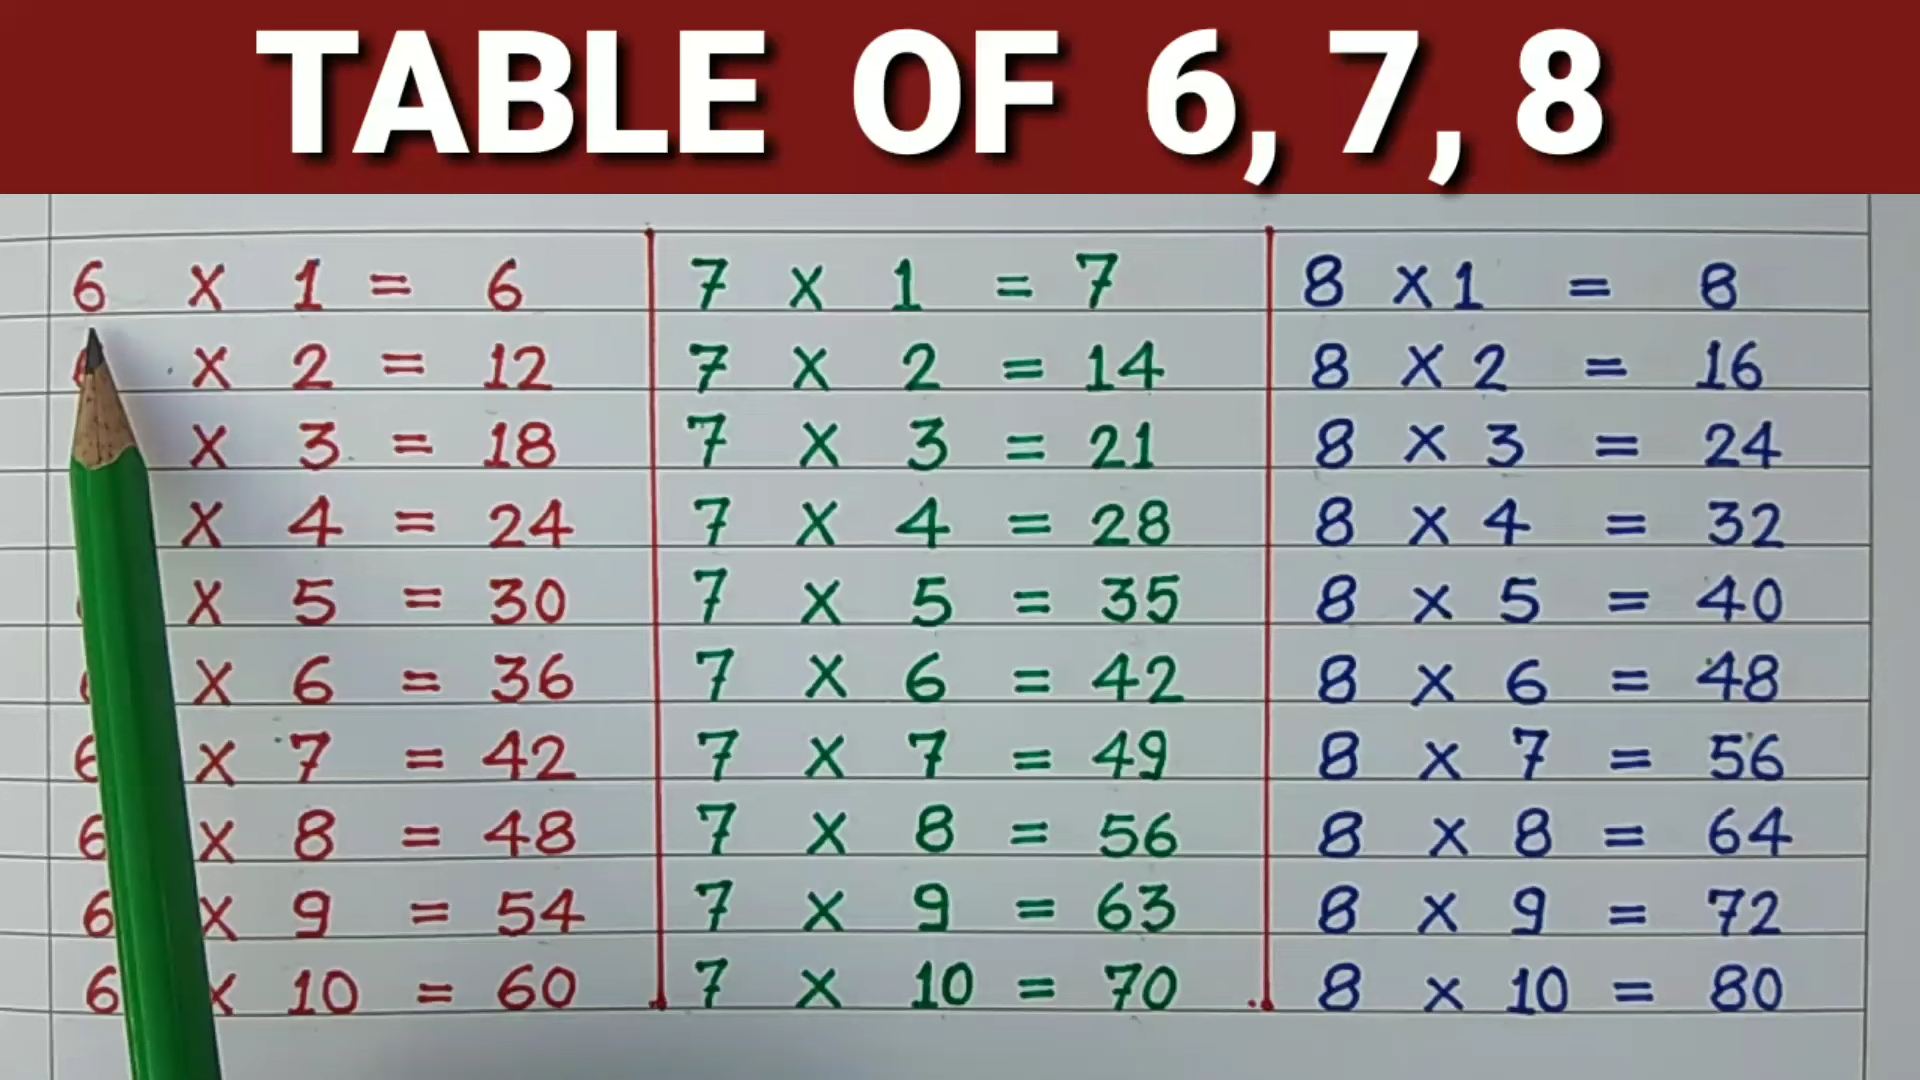 TABLE OF 6, 7, 8
6 X 1 = 6
X 2 = 12
X 3 = 18
X 4 = 24
X 5 = 30
X 6 = 36
6 X 7 = 42
6 X 8 = 48
6 X 9 = 54
6 X 10 = 60
7 X 1 = 7
7 X 2 = 14
7 X 3 = 21
7 X 4 = 28
7 X 5 = 35
7 X 6 = 42
7 X 7 = 49
7 X 8 = 56
7 X 9 = 63
7 X 10 = 70
8 X 1 = 8
8 X 2 = 16
8 X 3 = 24
8 X 4 = 32
8 X 5 = 40
8 X 6 = 48
8 X 7 = 56
8 X 8 = 64
8 X 9 = 72
8 X 10 = 80